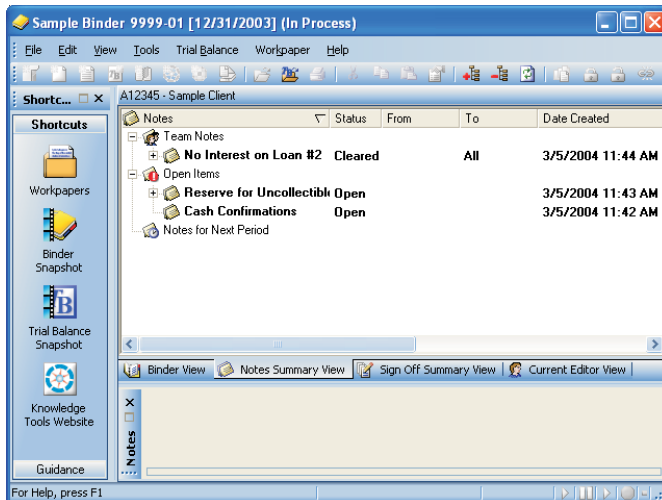 Sample Binder 9999-01 [12/31/2003] (In Process)
File Edit View Tools Trial Balance Workpaper Help
Shortc... A12345 - Sample Client
Shortcuts
Workpapers
Binder
Snapshot
Trial Balance
Snapshot
Knowledge
Tools Website
Guidance
Notes Status From To Date Created
Team Notes
No Interest on Loan #2 Cleared All 3/5/2004 11:44 AM
Open Items
Reserve for Uncollectibl Open 3/5/2004 11:43 AM
Cash Confirmations Open 3/5/2004 11:42 AM
Notes for Next Period
Binder View Notes Summary View Sign Off Summary View Current Editor View
Notes
For Help, press F1